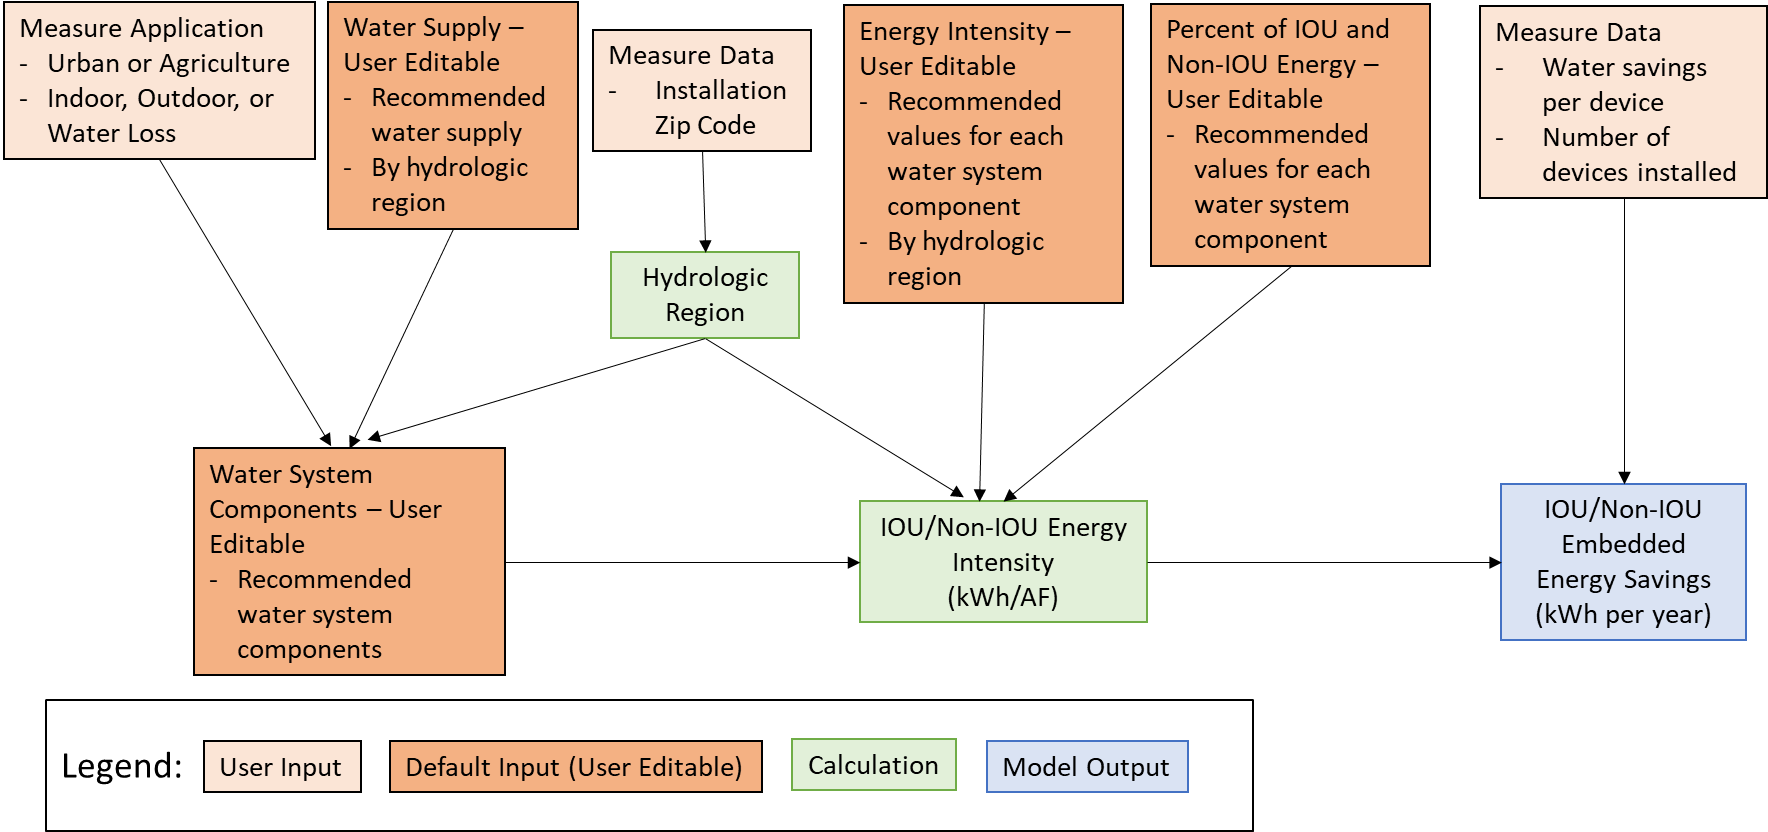 Measure Application
- Urban or Agriculture
- Indoor, Outdoor, or
Water Loss
Water Supply –
User Editable
- Recommended
water supply
- By hydrologic
region
Measure Data
- Installation
Zip Code
Energy Intensity –
User Editable
- Recommended
values for each
water system
component
- By hydrologic
region
Percent of IOU and
Non-IOU Energy –
User Editable
- Recommended
values for each
water system
component
Measure Data
- Water savings
per device
- Number of
devices installed
Hydrologic
Region
Water System
Components – User
Editable
- Recommended
water system
components
IOU/Non-IOU Energy
Intensity
(kWh/AF)
IOU/Non-IOU
Embedded
Energy Savings
(kWh per year)
Legend:
User Input
Default Input (User Editable)
Calculation
Model Output